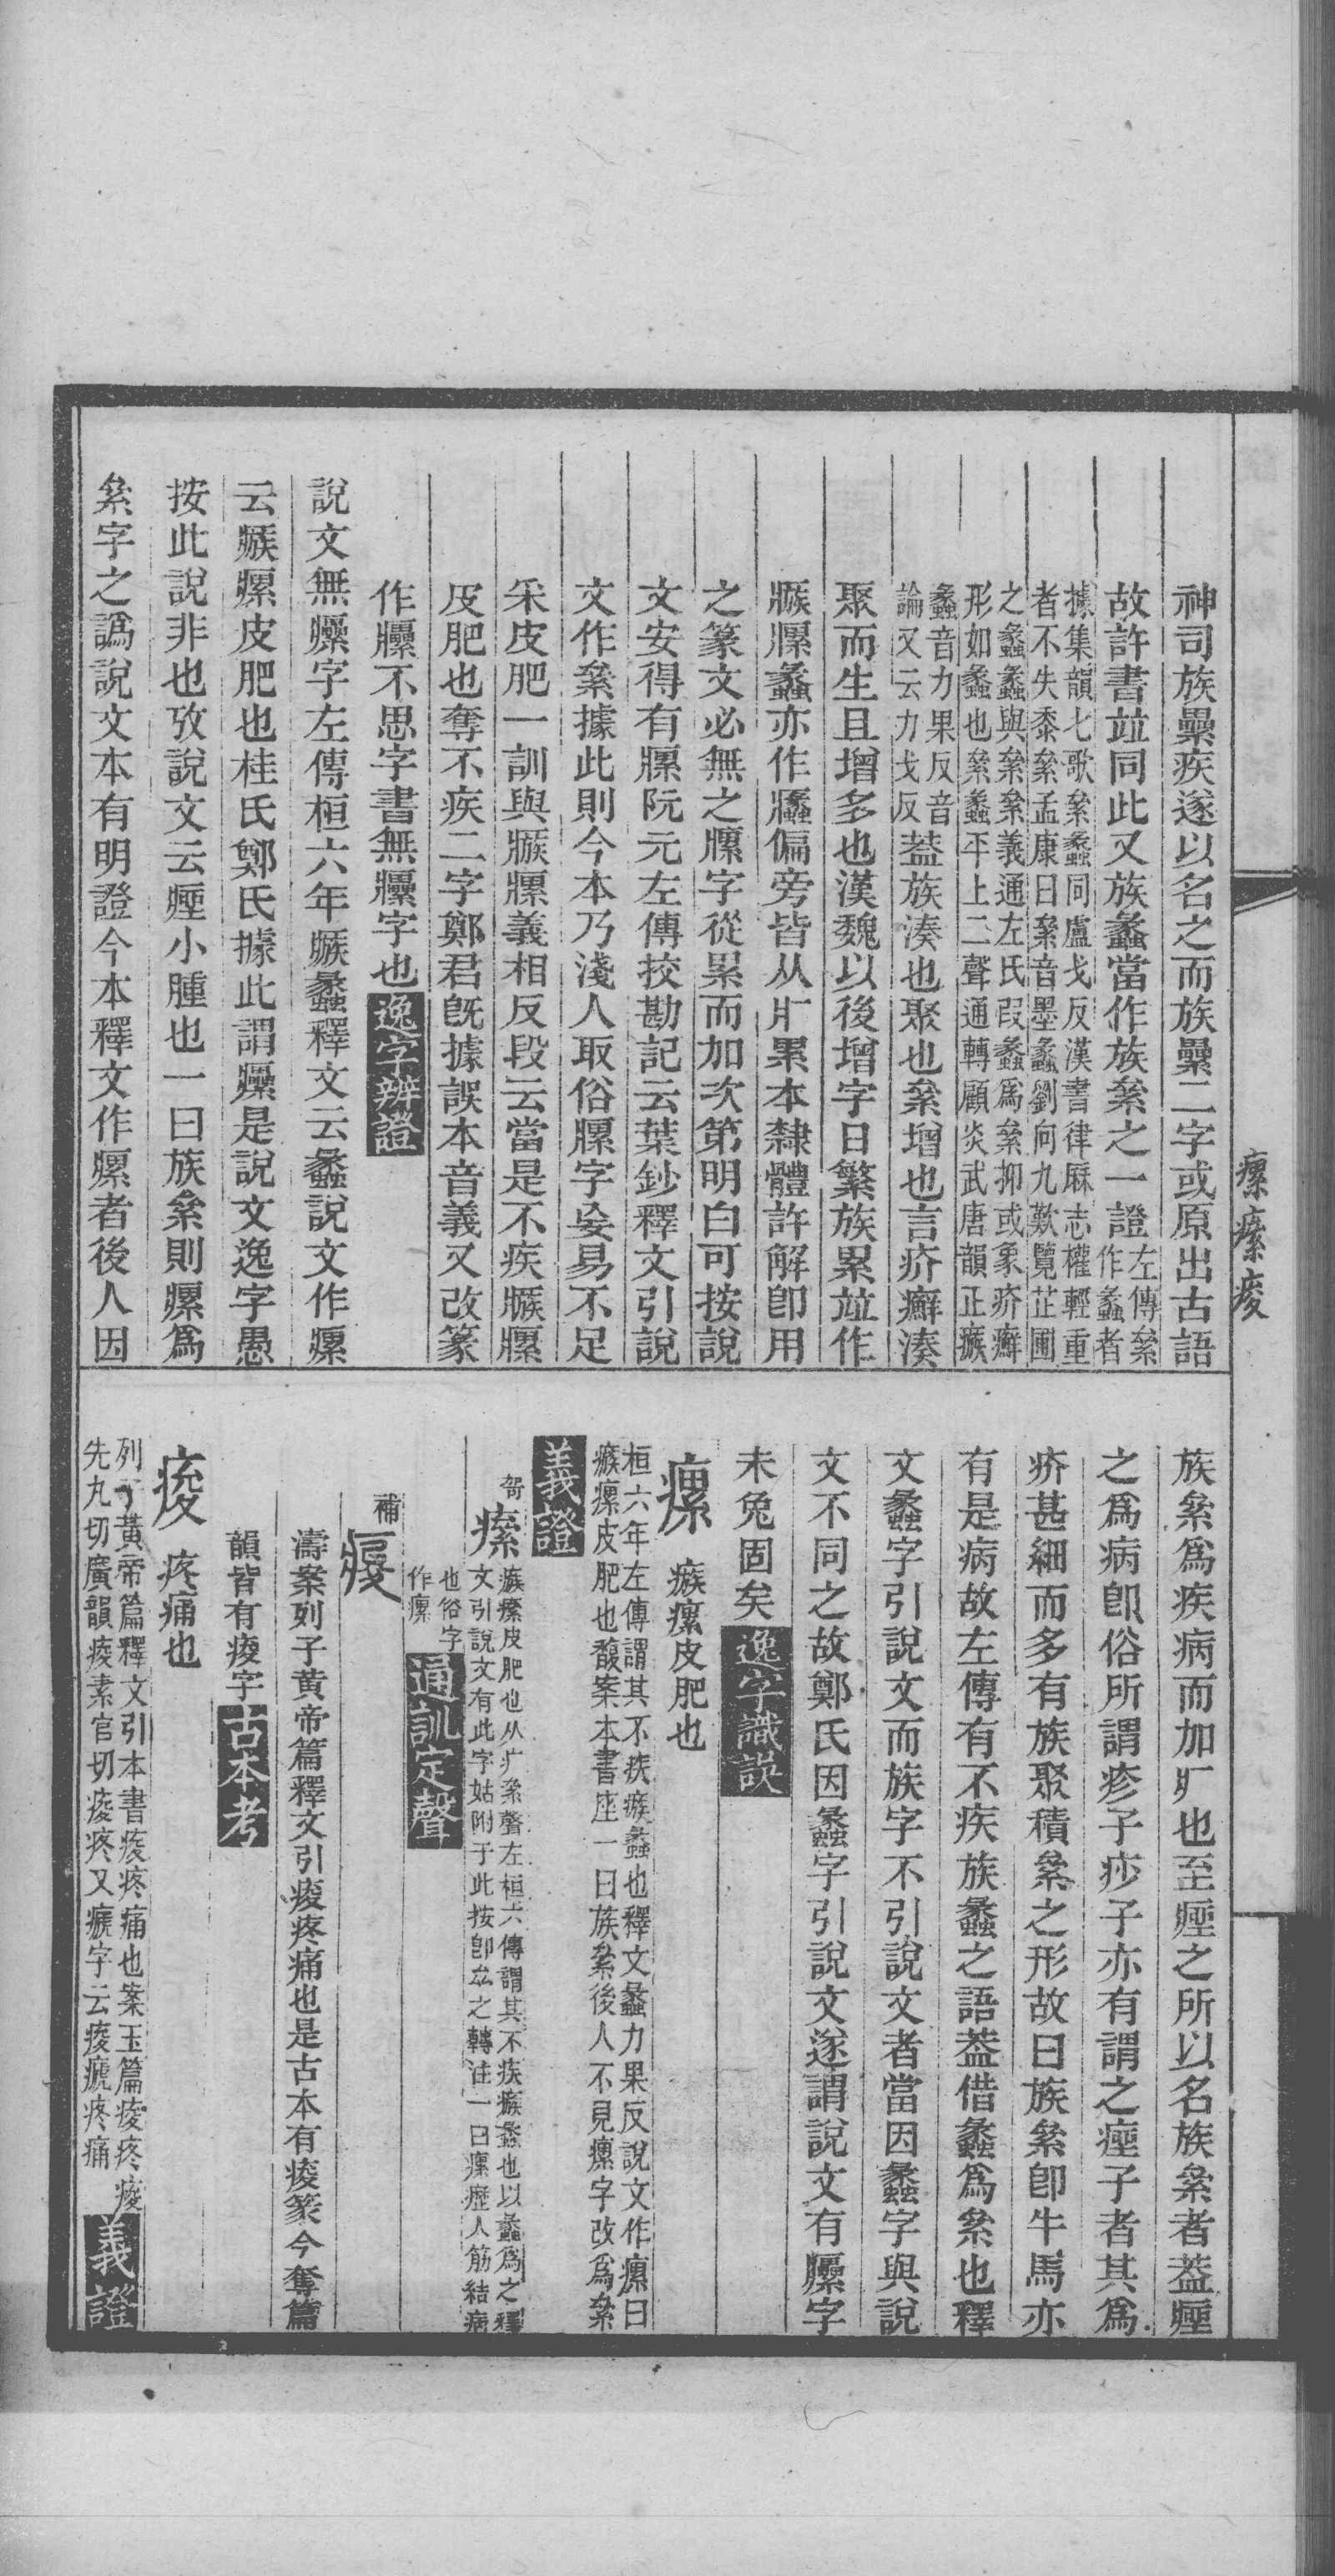 瘰瘰痠
神司族纍疾遂以名之而族纍二字或原出古語
故許書竝同此又族蠡當作族絫之一證左傳絫
作蠡者
據集韻七歌絫蠡同盧戈反漢書律厤志權輕重
者不失黍絫孟康曰絫音墨蠡劉向九歎覽芷圃
之蠡蠡與絫絫義通左氏叚蠡爲絫抑或象疥癬
形如蠡也絫蠡平上二聲通轉顧炎武唐韻正瘯
蠡音力果反音
論又云力戈反葢族湊也聚也絫增也言疥癬湊
聚而生且增多也漢魏以後增字日繁族累竝作
瘯瘰蠡亦作癳偏旁皆从疒累本隸體許解卽用
之篆文必無之瘰字從累而加㳄第明白可按說
文安得有瘰阮元左傳挍勘記云葉鈔釋文引說
文作絫據此則今本乃淺人取俗瘰字妄易不足
采皮肥一訓與瘯瘰義相反段云當是不疾瘯瘰
皮肥也奪不疾二字鄭君旣據誤本音義又改篆
作癳不思字書無癳字也逸字辨證
說文無癳字左傳桓六年瘯蠡釋文云蠡說文作瘰
云瘯瘰皮肥也桂氏鄭氏據此謂癳是說文逸字愚
按此說非也攷說文云痤小腫也一曰族絫則瘰爲
絫字之譌說文本有明證今本釋文作瘰者後人因
族絫爲疾病而加疒也至痤之所以名族絫者葢痤
之爲病卽俗所謂疹子痧子亦有謂之痤子者其爲
疥甚細而多有族聚積絫之形故曰族絫卽牛馬亦
有是病故左傳有不疾族蠡之語葢借蠡爲絫也釋
文蠡字引說文而族字不引說文者當因蠡字與說
文不同之故鄭氏因蠡字引說文遂謂說文有癳字
未免固矣逸字識誤
瘰 瘯瘰皮肥也
桓六年左傳謂其不疾瘯蠡也釋文蠡力果反說文作瘰曰
瘯瘰皮肥也馥案本書痤一曰族絫後人不見瘰字改爲絫
義證
瘰瘯瘰皮肥也从疒絫聲左桓六傳謂其不疾瘯蠡也以蠡爲之釋
文引說文有此字姑附于此按卽厽之轉注一曰瘰癧人筋結病
也俗字
作瘰通訓定聲
補
濤案列子黄帝篇釋文引痠疼痛也是古本有痠篆今奪篇
韻皆有痠字古本考
痠 疼痛也
列子黃帝篇釋文引本書痠疼痛也案玉篇痠疼痠
先丸切廣韻痠素官切痠疼又瘯字云痠瘯疼痛義證